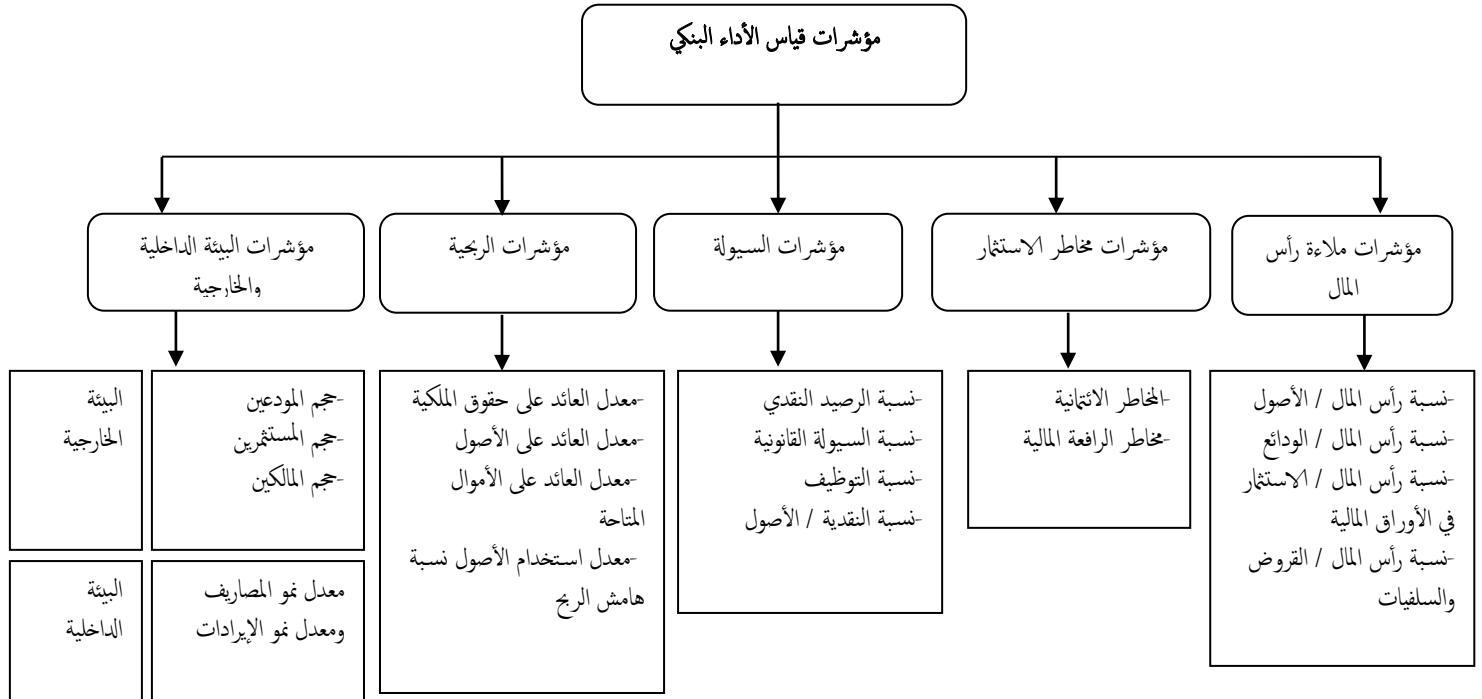 مؤشرات قياس الأداء البنكي
مؤشرات ملاءة رأس
المال
مؤشرات مخاطر الاستثمار
مؤشرات السيولة
مؤشرات الربحية
مؤشرات البيئة الداخلية
والخارجية
-نسبة رأس المال / الأصول
-نسبة رأس المال / الودائع
-نسبة رأس المال / الاستثمار
في الأوراق المالية
-نسبة رأس المال / القروض
والسلفيات
-المخاطر الائتمانية
-مخاطر الرافعة المالية
-نسبة الرصيد النقدي
-نسبة السيولة القانونية
-نسبة التوظيف
-نسبة النقدية / الأصول
-معدل العائد على حقوق الملكية
-معدل العائد على الأصول
-معدل العائد على الأموال
المتاحة
-معدل استخدام الأصول نسبة
هامش الربح
-حجم المودعين
-حجم المستثمرين
-حجم المالكين
البيئة
الخارجية
معدل نمو المصاريف
ومعدل نمو الإيرادات
البيئة
الداخلية